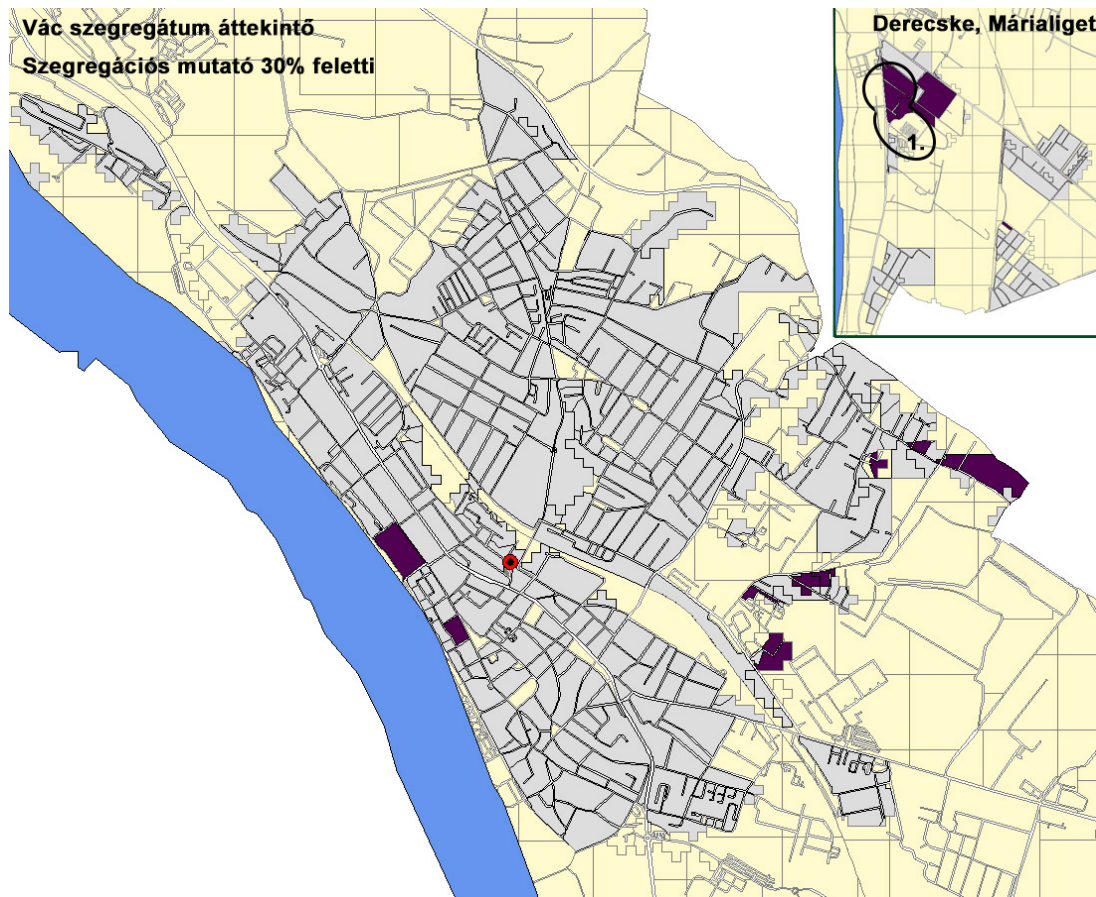 Vác szegregátum áttekintő
Szegregációs mutató 30% feletti
Derecske, Márialiget
1.